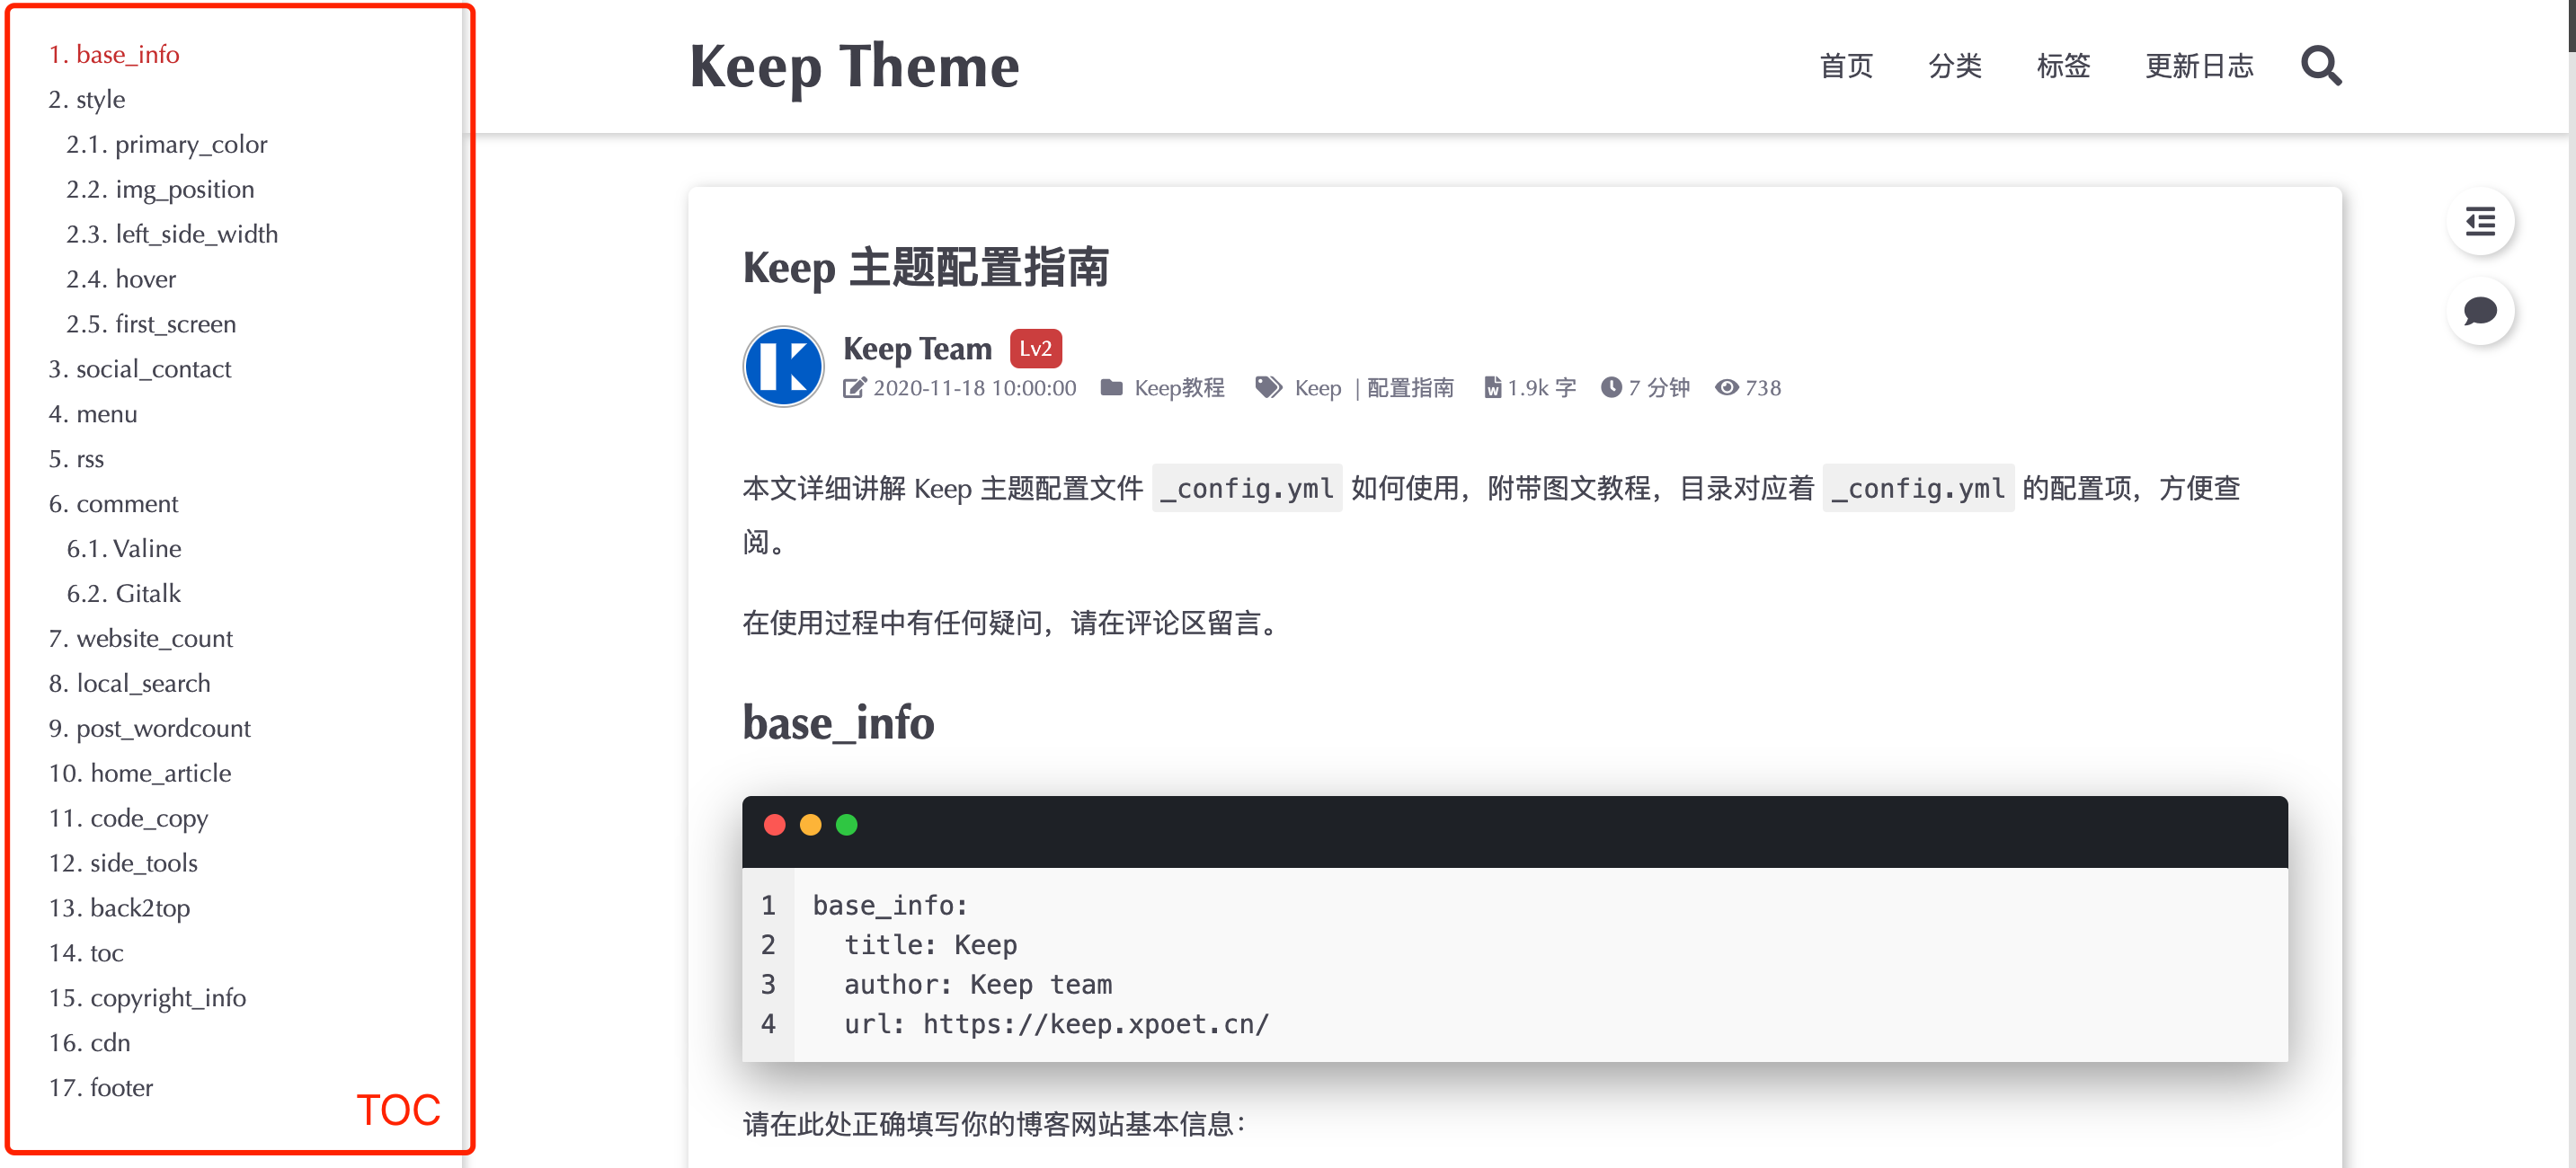 1. base_info
2. style
2.1. primary_color
2.2. img_position
2.3. left_side_width
2.4. hover
2.5. first_screen
3. social_contact
4. menu
5. rss
6. comment
6.1. Valine
6.2. Gitalk
7. website_count
8. local_search
9. post_wordcount
10. home_article
11. code_copy
12. side_tools
13. back2top
14. toc
15. copyright_info
16. cdn
17. footer
TOC
Keep Theme
首页 分类 标签 更新日志
Keep 主题配置指南
Keep Team Lv2
2020-11-18 10:00:00 Keep教程 Keep | 配置指南 1.9k 字 7 分钟 738
本文详细讲解 Keep 主题配置文件 _config.yml 如何使用，附带图文教程，目录对应着 _config.yml 的配置项，方便查
阅。
在使用过程中有任何疑问，请在评论区留言。
base_info
1 base_info:
2 title: Keep
3 author: Keep team
4 url: https://keep.xpoet.cn/
请在此处正确填写你的博客网站基本信息：